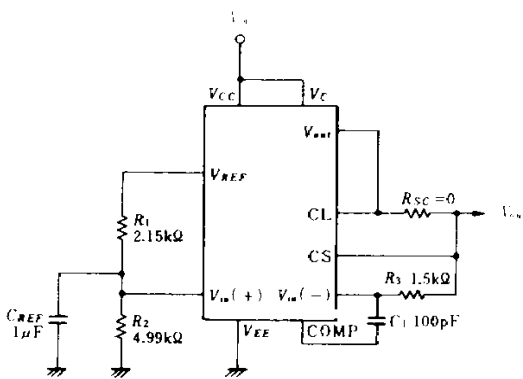 VCC
VC
Vout
VREF
RSC=0
R1
2.15kΩ
CL
CS
R3 1.5kΩ
Vin(+)
Vin(−)
CREF
1μF
R2
4.99kΩ
C1 100pF
VEE
COMP